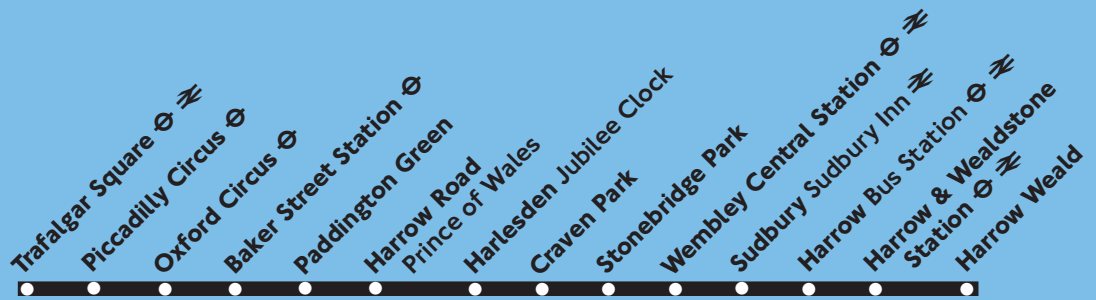 Trafalgar Square
Piccadilly Circus
Oxford Circus
Baker Street Station
Paddington Green
Harrow Road
Prince of Wales
Harlesden Jubilee Clock
Craven Park
Stonebridge Park
Wembley Central Station
Sudbury Sudbury Inn
Harrow Bus Station
Harrow & Wealdstone
Station
Harrow Weald